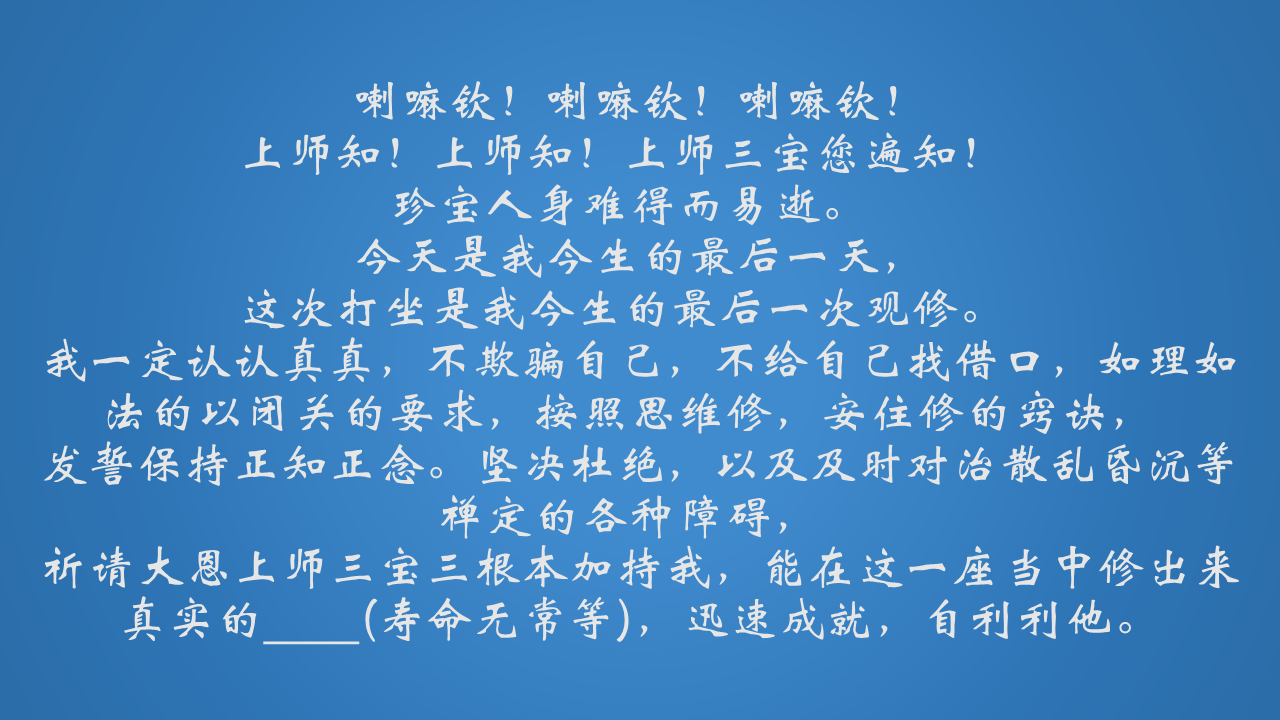 喇嘛钦！喇嘛钦！喇嘛钦！
上师知！上师知！上师三宝您遍知！
珍宝人身难得而易逝。
今天是我今生的最后一天，
这次打坐是我今生的最后一次观修。
我一定认认真真，不欺骗自己，不给自己找借口，如理如
法的以闭关的要求，按照思维修，安住修的窍诀，
发誓保持正知正念。坚决杜绝，以及及时对治散乱昏沉等
禅定的各种障碍，
祈请大恩上师三宝三根本加持我，能在这一座当中修出来
真实的____(寿命无常等)，迅速成就，自利利他。